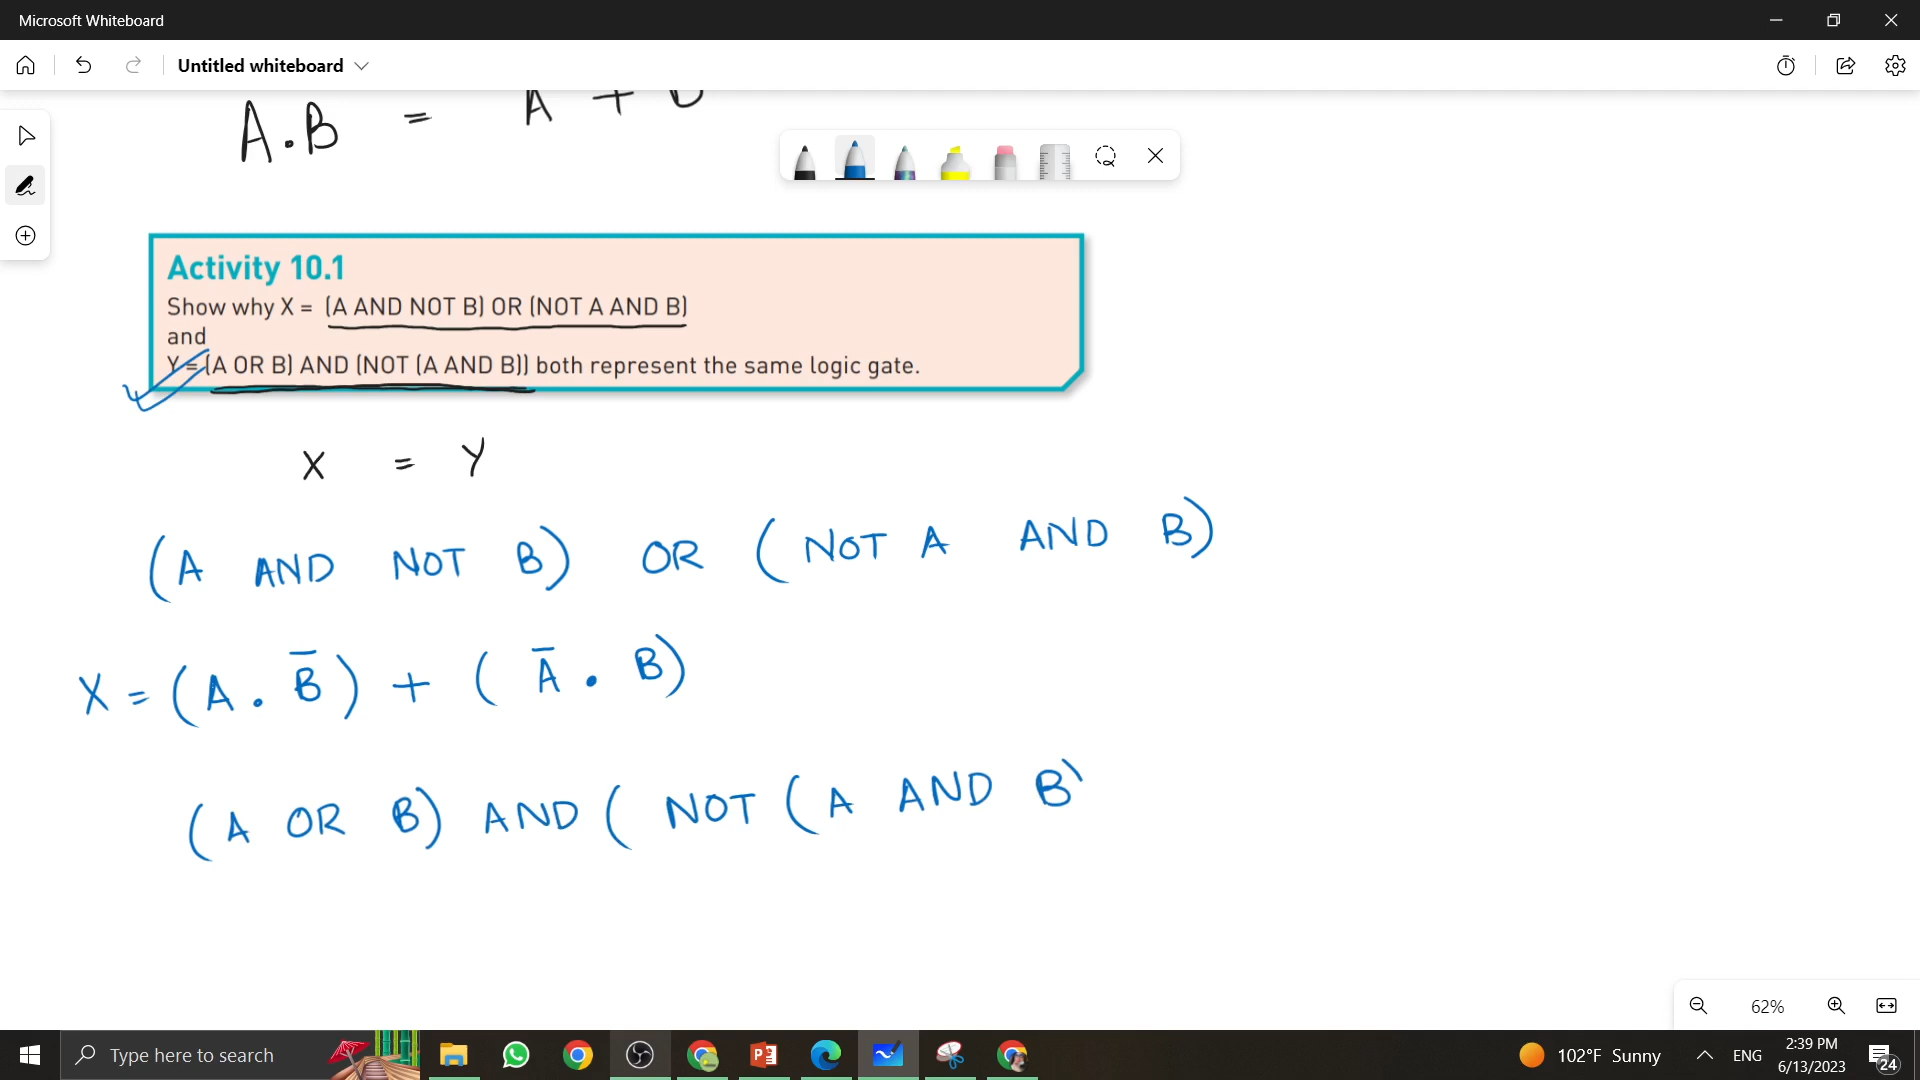 Microsoft Whiteboard
Untitled whiteboard
A.B = A +
Activity 10.1
Show why X = (A AND NOT B) OR (NOT A AND B)
and
Y = (A OR B) AND (NOT (A AND B)) both represent the same logic gate.
X = Y
(A AND NOT B) OR (NOT A AND B)
X = (A . B̅) + (A̅ . B)
(A OR B) AND ( NOT (A AND B)
62%
Type here to search
102°F Sunny
ENG
2:39 PM
6/13/2023
24